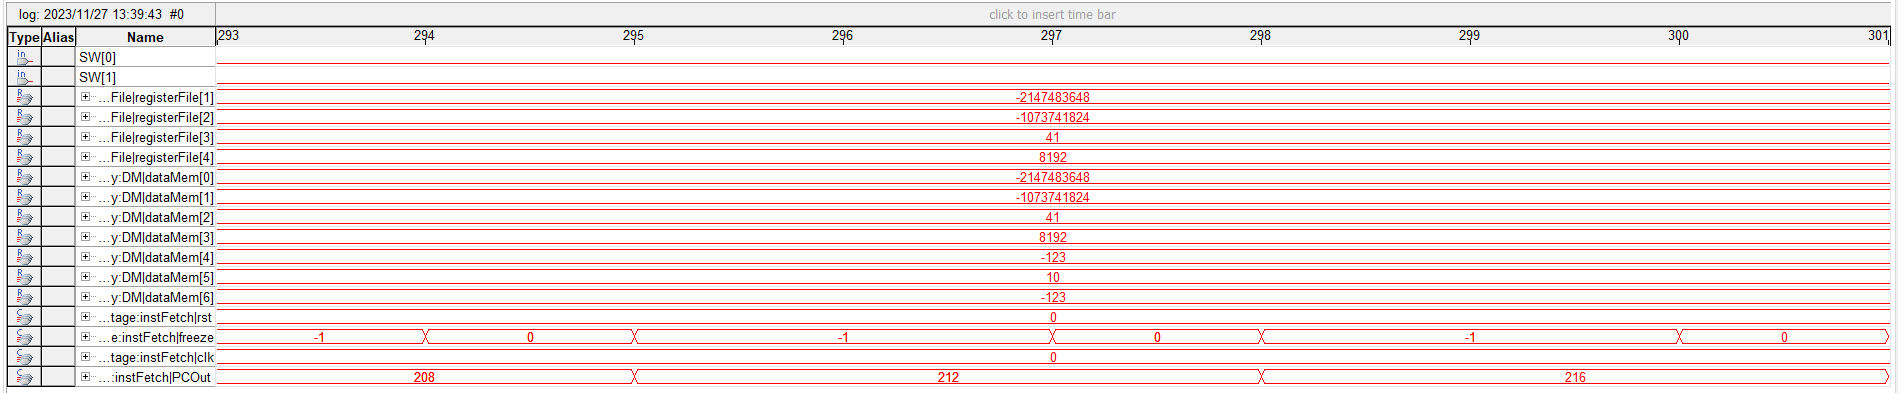 log: 2023/11/27 13:39:43 #0 click to insert time bar
Type Alias Name 293 294 295 296 297 298 299 300 301
in SW[0]
in SW[1]
R ...File|registerFile[1] -2147483648
R ...File|registerFile[2] -1073741824
R ...File|registerFile[3] 41
R ...File|registerFile[4] 8192
R ...y:DM|dataMem[0] -2147483648
R ...y:DM|dataMem[1] -1073741824
R ...y:DM|dataMem[2] 41
R ...y:DM|dataMem[3] 8192
R ...y:DM|dataMem[4] -123
R ...y:DM|dataMem[5] 10
R ...y:DM|dataMem[6] -123
C ...tage:instFetch|rst 0
C ...e:instFetch|freeze -1 0 -1 0 -1 0
C ...tage:instFetch|clk 0
C ...:instFetch|PCOut 208 212 216